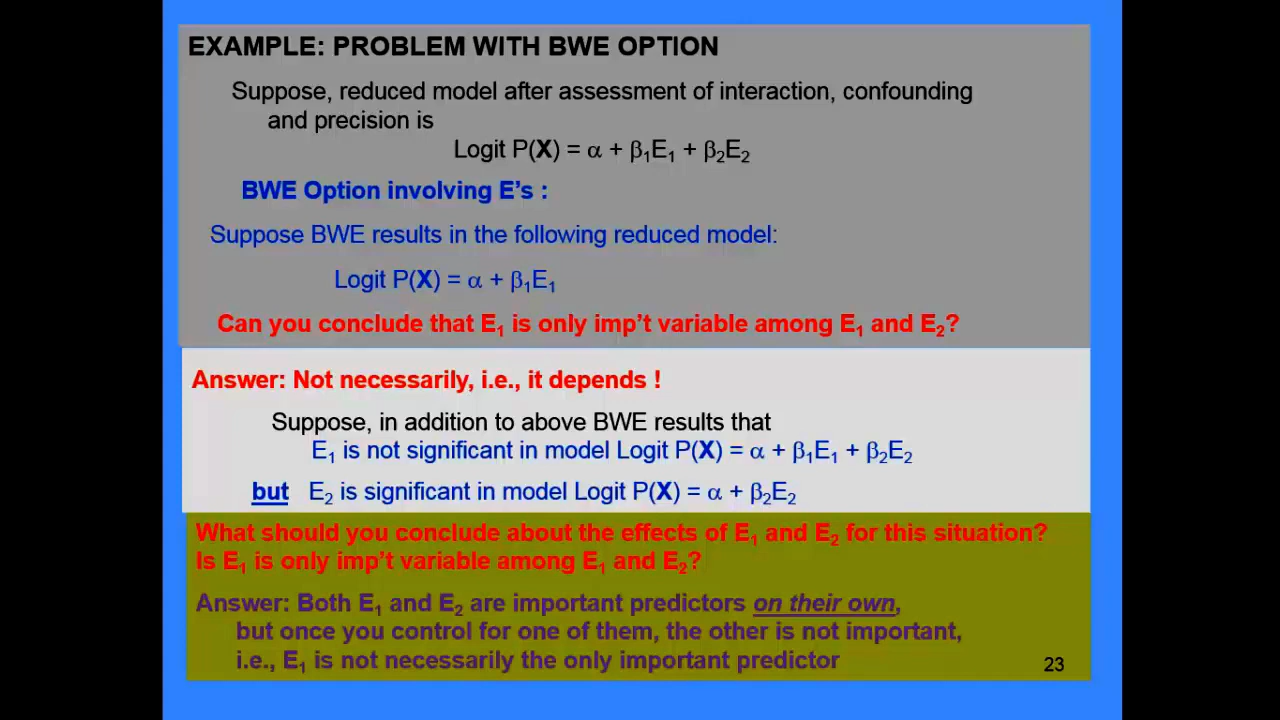 EXAMPLE: PROBLEM WITH BWE OPTION
Suppose, reduced model after assessment of interaction, confounding
and precision is
Logit P(X) = α + β₁E₁ + β₂E₂
BWE Option involving E's :
Suppose BWE results in the following reduced model:
Logit P(X) = α + β₁E₁
Can you conclude that E₁ is only imp't variable among E₁ and E₂?
Answer: Not necessarily, i.e., it depends !
Suppose, in addition to above BWE results that
E₁ is not significant in model Logit P(X) = α + β₁E₁ + β₂E₂
but E₂ is significant in model Logit P(X) = α + β₂E₂
What should you conclude about the effects of E₁ and E₂ for this situation?
Is E₁ is only imp't variable among E₁ and E₂?
Answer: Both E₁ and E₂ are important predictors on their own,
but once you control for one of them, the other is not important,
i.e., E₁ is not necessarily the only important predictor
23